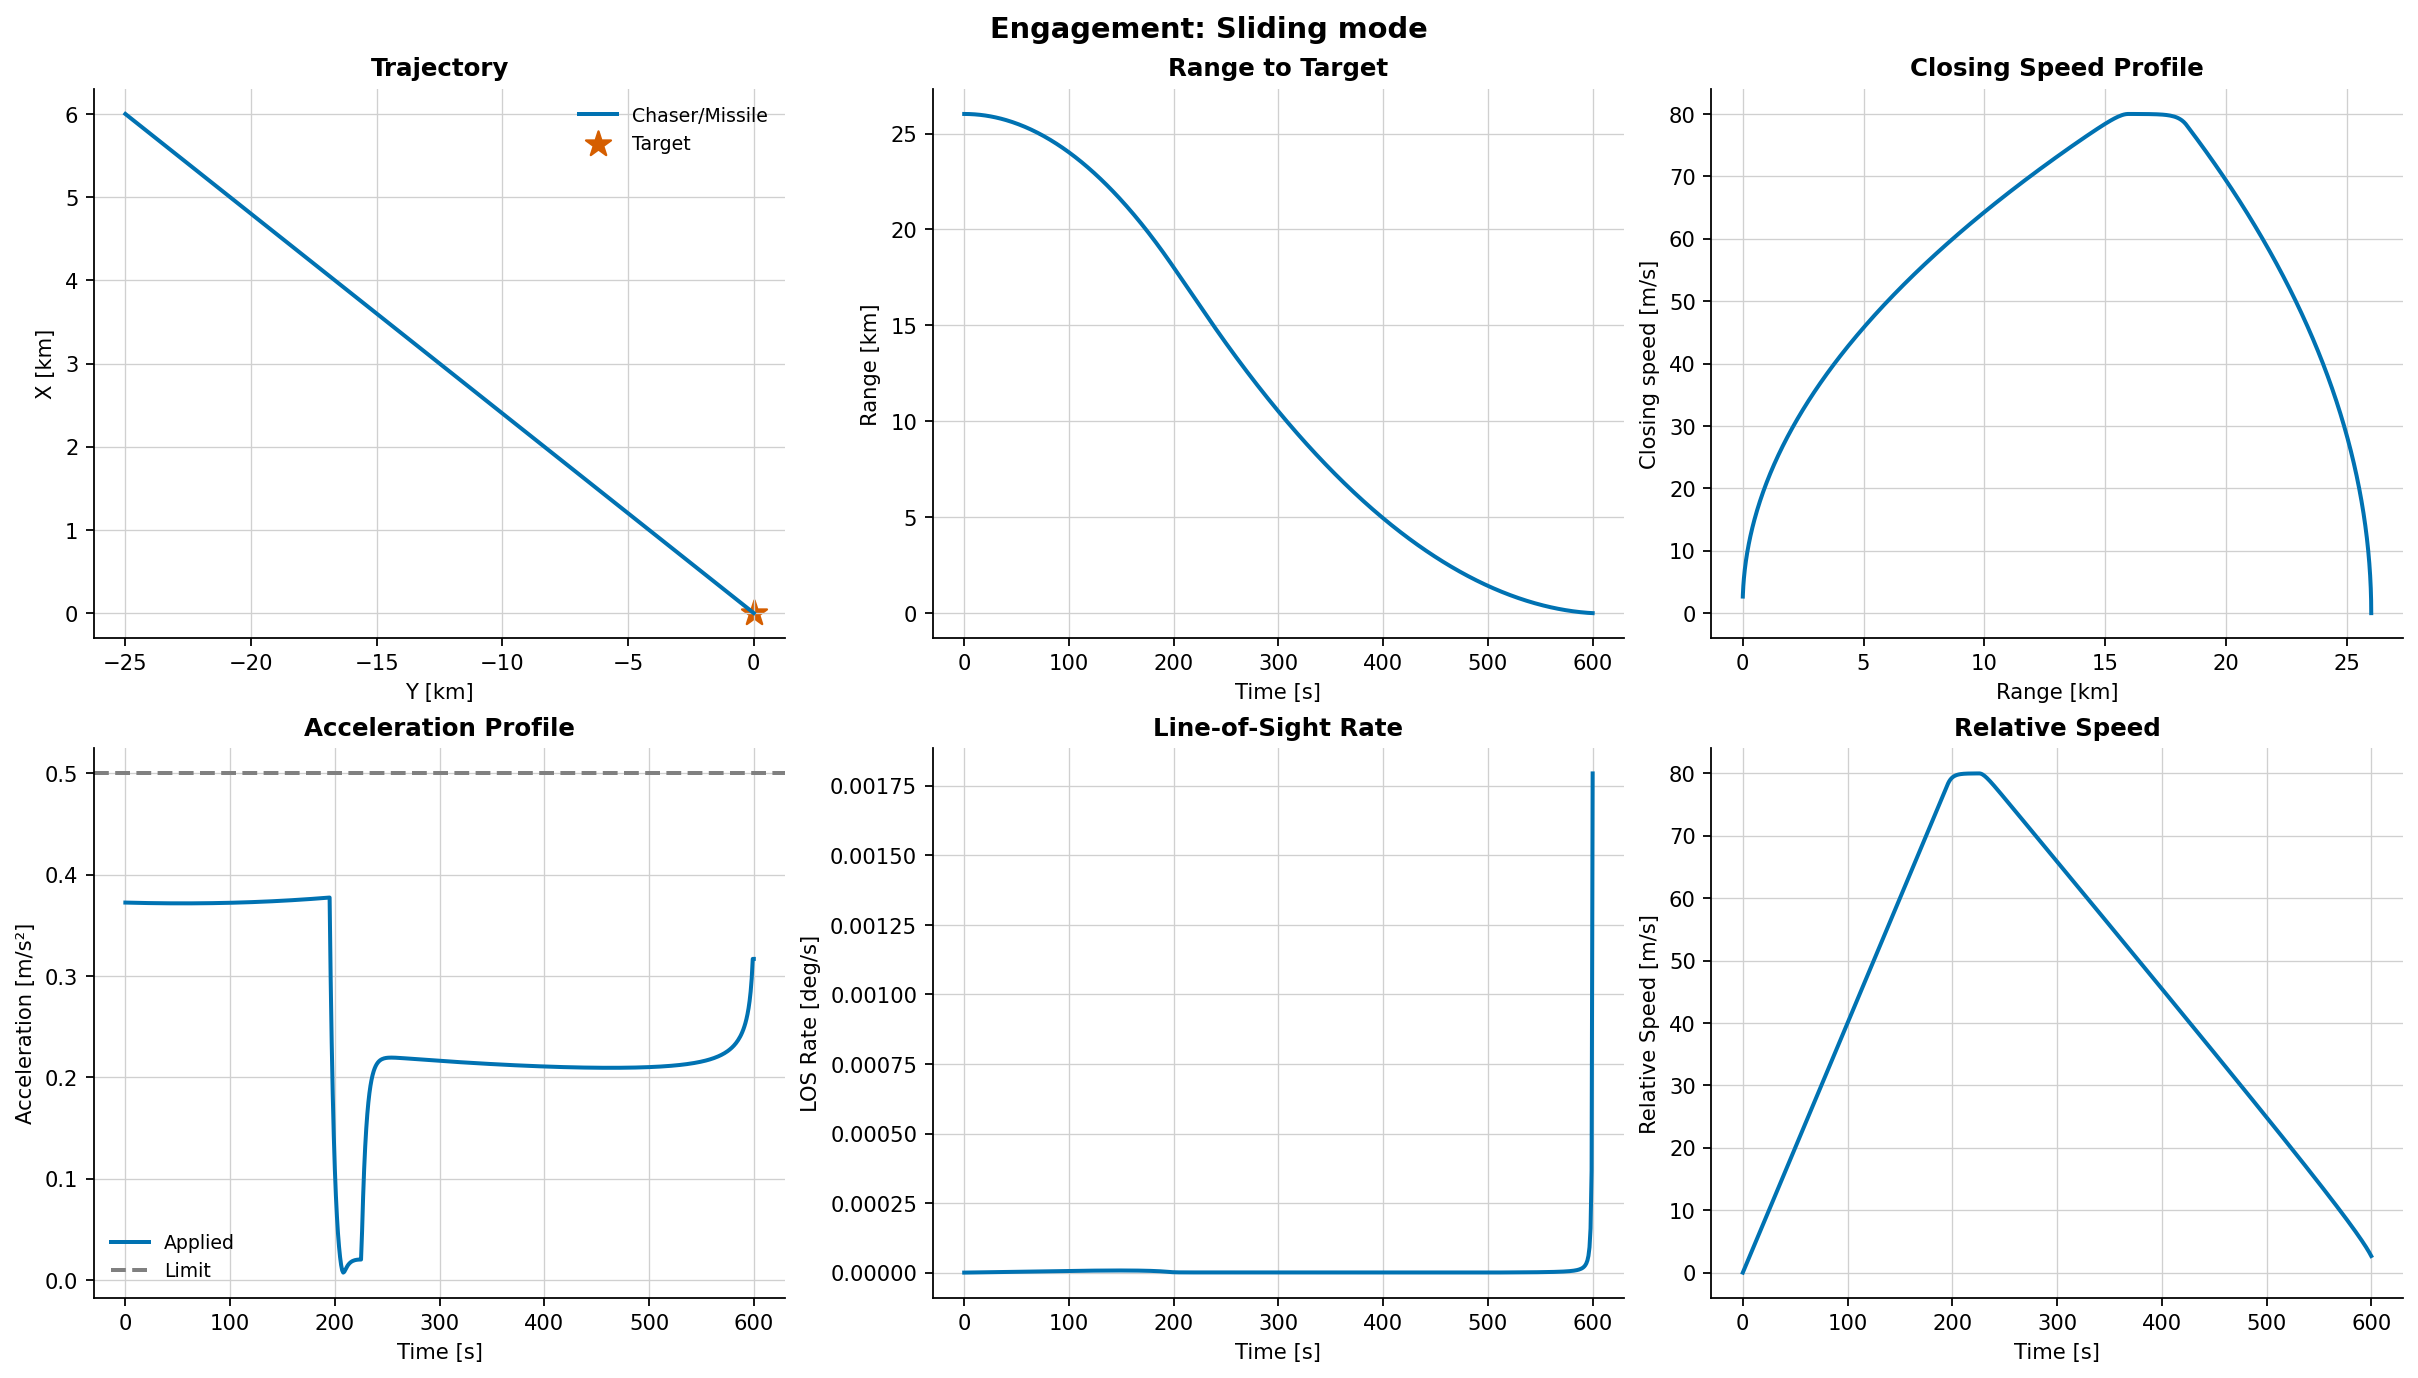 Engagement: Sliding mode
Trajectory
6
5
4
3
2
1
0
X [km]
−25 −20 −15 −10 −5 0
Y [km]
Chaser/Missile
Target
Range to Target
25
20
15
10
5
0
Range [km]
0 100 200 300 400 500 600
Time [s]
Closing Speed Profile
80
70
60
50
40
30
20
10
0
Closing speed [m/s]
0 5 10 15 20 25
Range [km]
Acceleration Profile
0.5
0.4
0.3
0.2
0.1
0.0
Acceleration [m/s²]
Applied
Limit
0 100 200 300 400 500 600
Time [s]
Line-of-Sight Rate
0.00175
0.00150
0.00125
0.00100
0.00075
0.00050
0.00025
0.00000
LOS Rate [deg/s]
0 100 200 300 400 500 600
Time [s]
Relative Speed
80
70
60
50
40
30
20
10
0
Relative Speed [m/s]
0 100 200 300 400 500 600
Time [s]